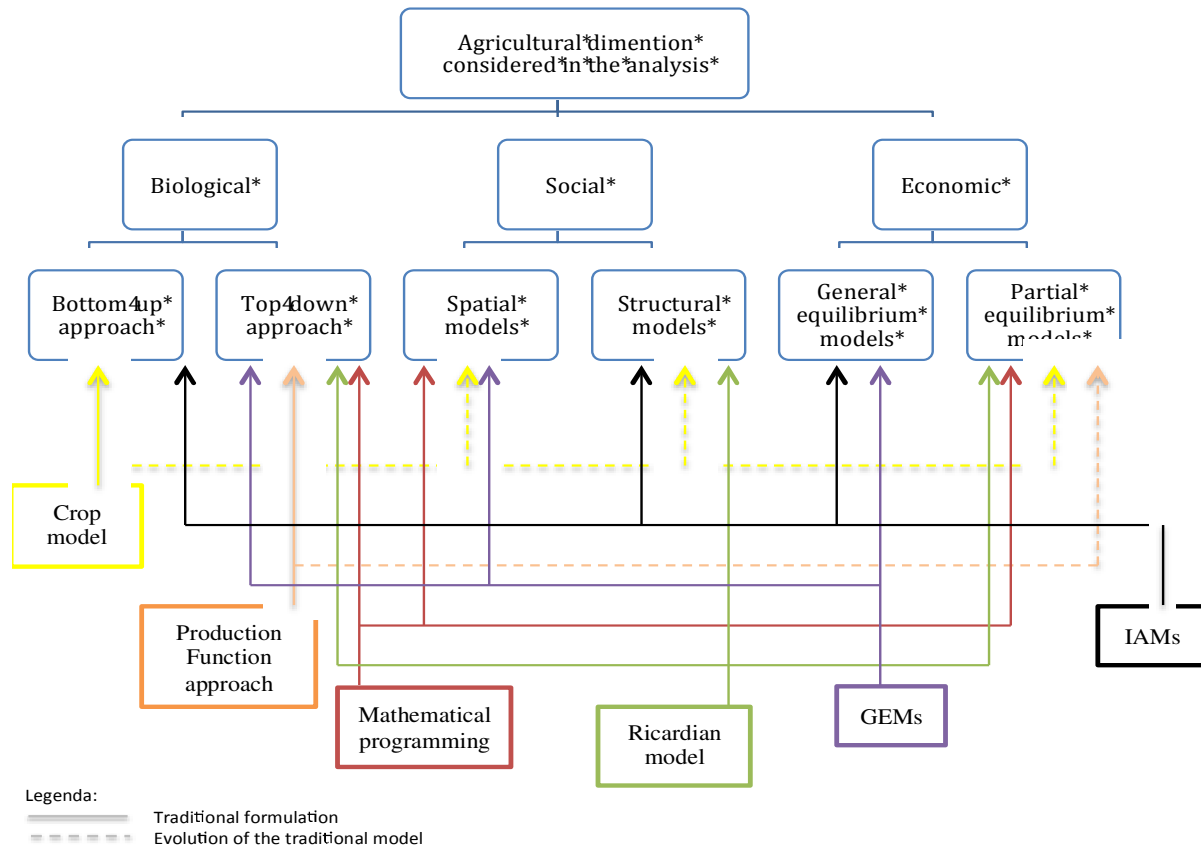 Agricultural*dimention*
considered*in*the*analysis*
Biological*
Social*
Economic*
Bottom4up*
approach*
Top4down*
approach*
Spatial*
models*
Structural*
models*
General*
equilibrium*
models*
Partial*
equilibrium*
models*
Crop
model
Production
Function
approach
Mathematical
programming
Ricardian
model
GEMs
IAMs
Legenda:
Traditional formulation
Evolution of the traditional model